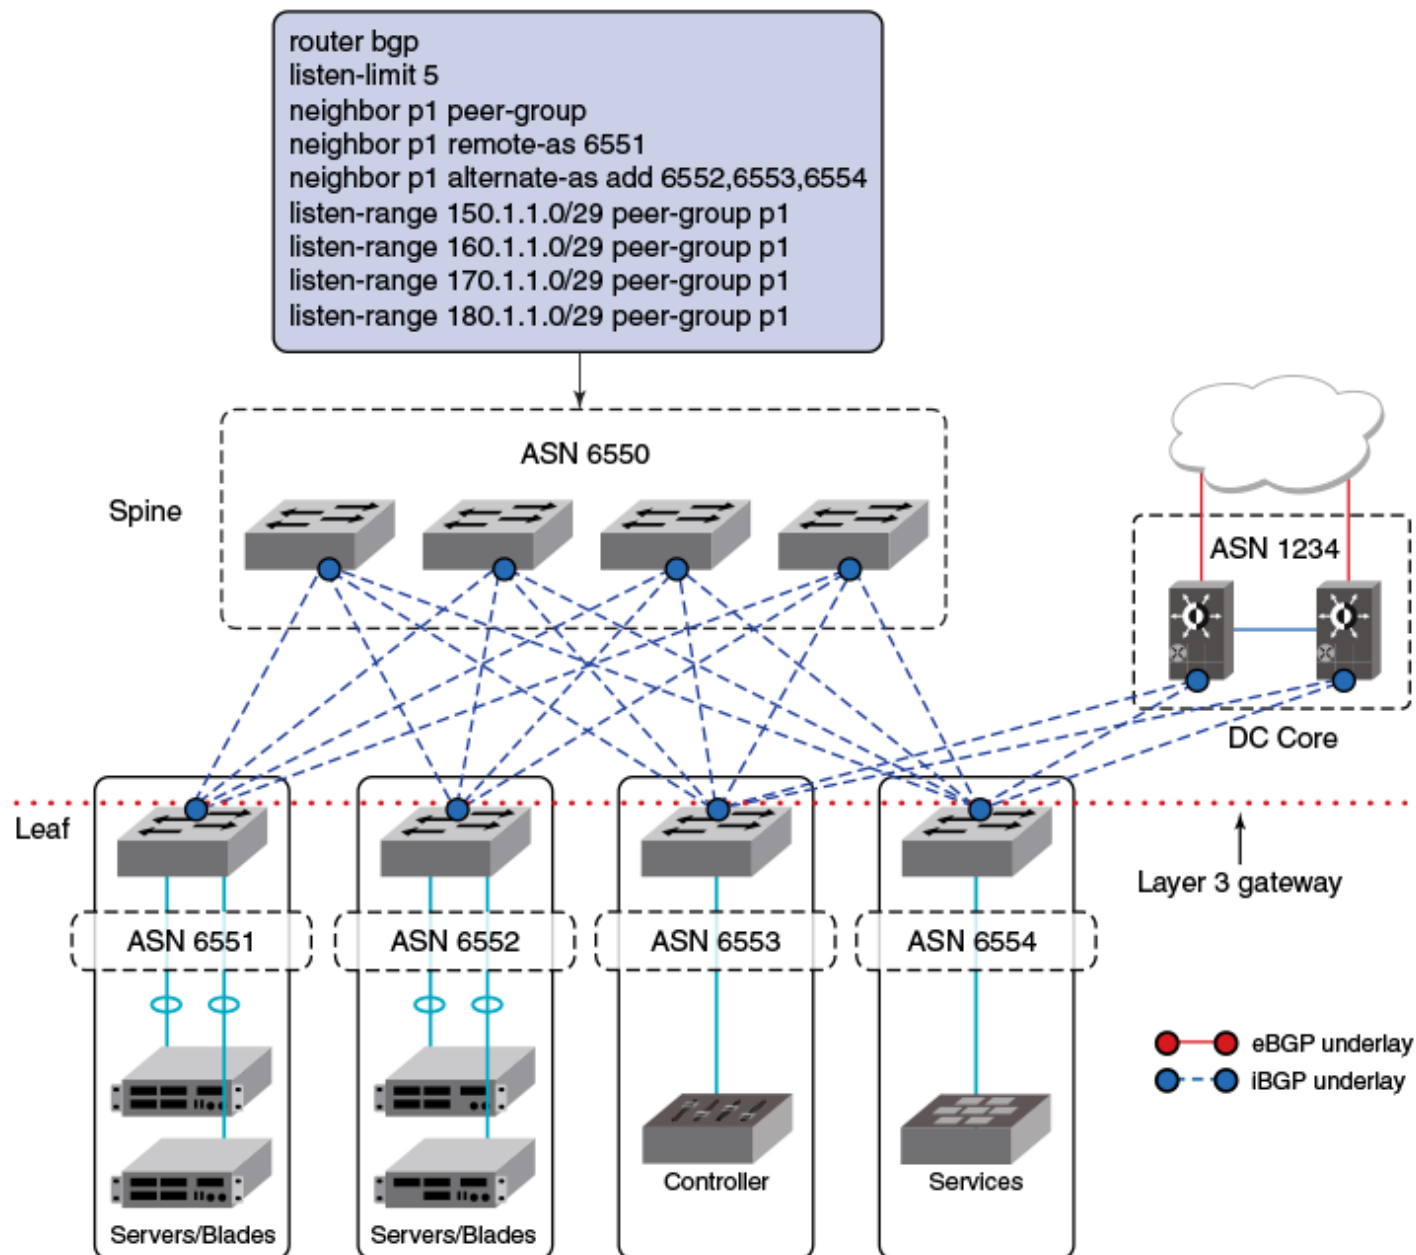 router bgp
listen-limit 5
neighbor p1 peer-group
neighbor p1 remote-as 6551
neighbor p1 alternate-as add 6552,6553,6554
listen-range 150.1.1.0/29 peer-group p1
listen-range 160.1.1.0/29 peer-group p1
listen-range 170.1.1.0/29 peer-group p1
listen-range 180.1.1.0/29 peer-group p1
ASN 6550
Spine
ASN 1234
DC Core
Leaf
Layer 3 gateway
ASN 6551
ASN 6552
ASN 6553
ASN 6554
eBGP underlay
iBGP underlay
Controller
Services
Servers/Blades
Servers/Blades